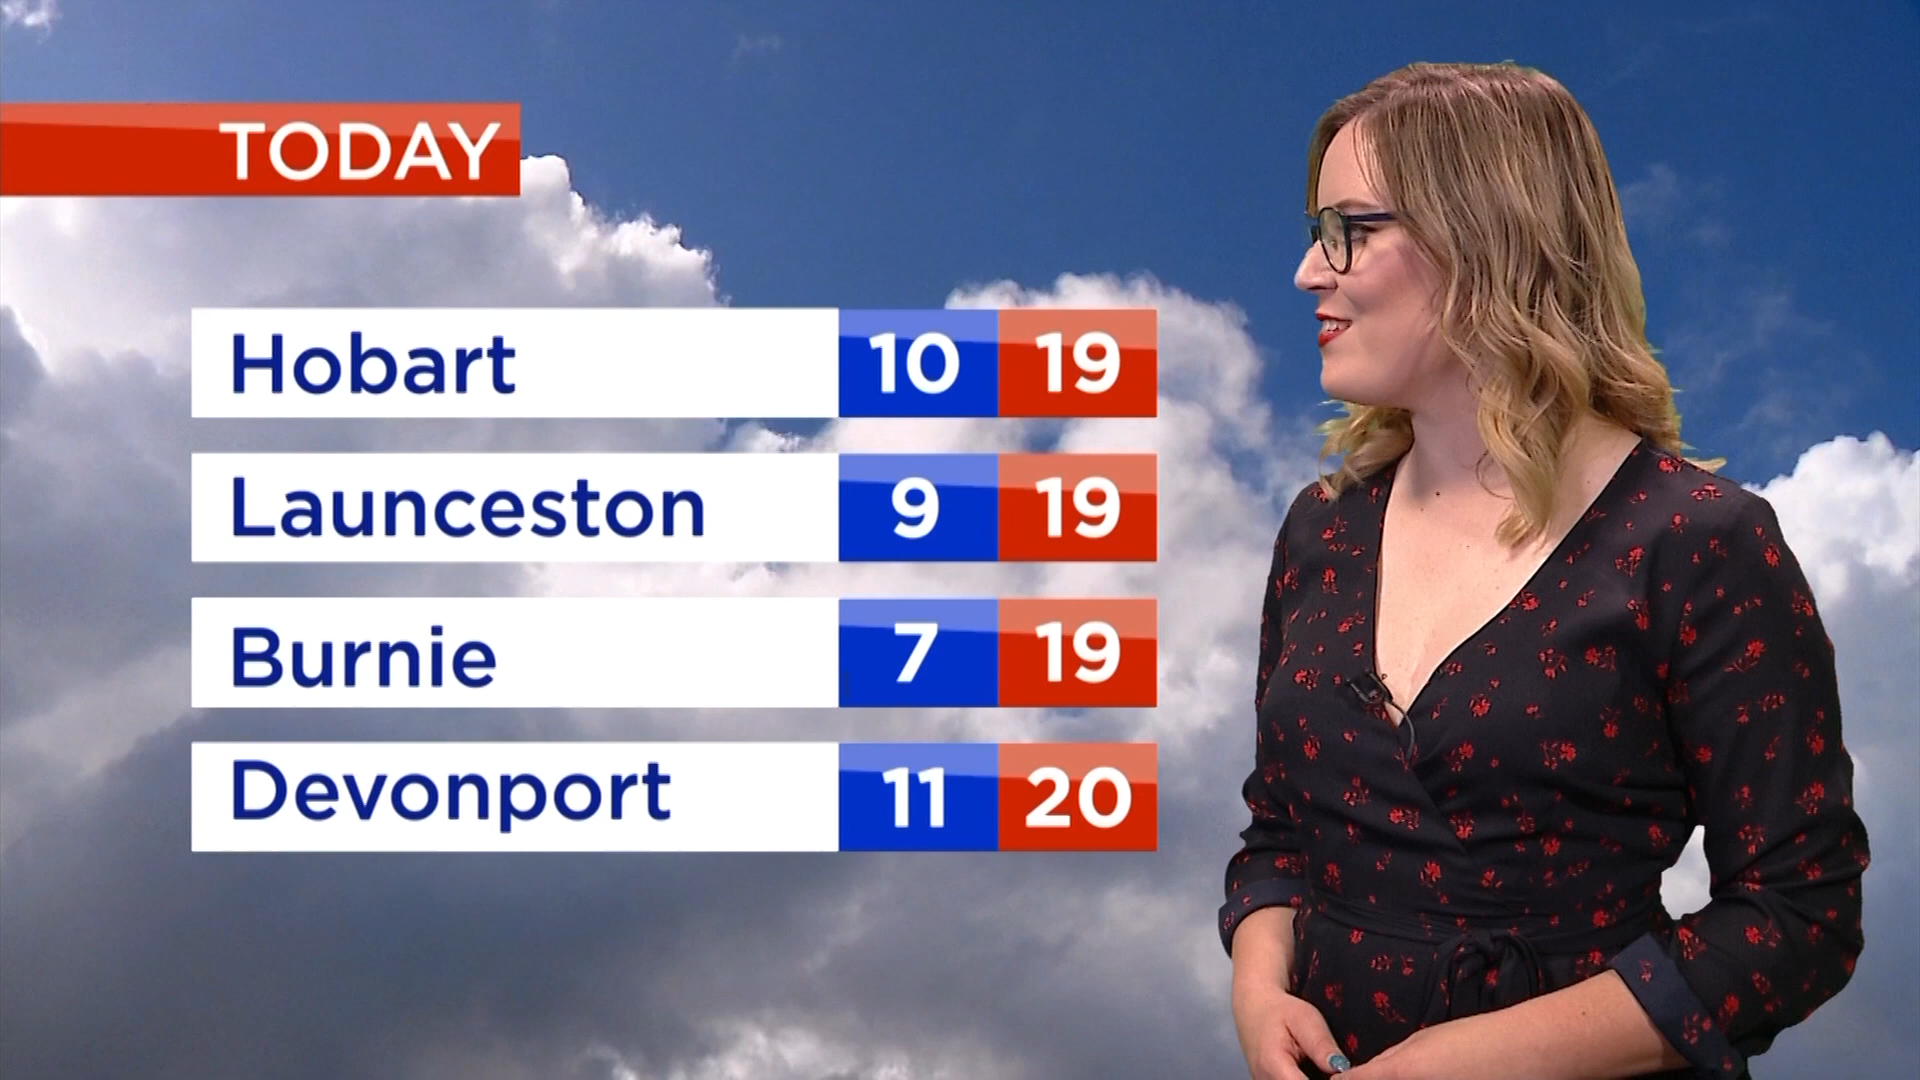 TODAY
Hobart 10 19
Launceston 9 19
Burnie 7 19
Devonport 11 20